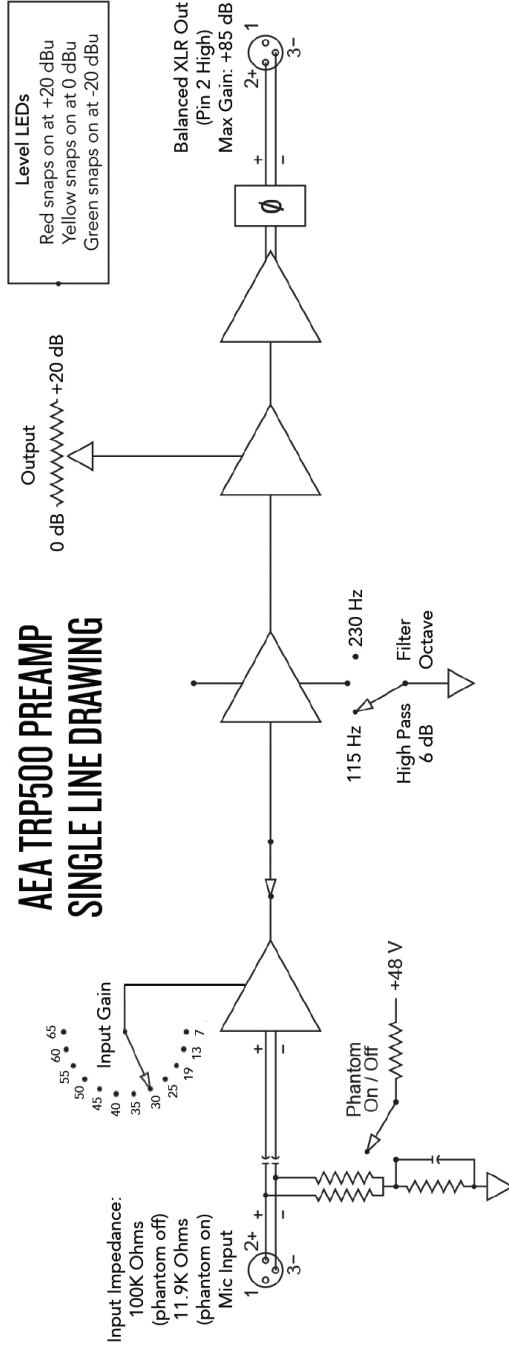 AEA TRP500 PREAMP
SINGLE LINE DRAWING
Input Impedance:
100K Ohms
(phantom off)
11.9K Ohms
(phantom on)
Mic Input
1
2+
3–
+
–
Phantom
On / Off
+48 V
Input Gain
7
13
19
25
30
35
40
45
50
55
60
65
+
–
115 Hz
• 230 Hz
High Pass
6 dB
Filter
Octave
Output
0 dB
+20 dB
Ø
+
–
Balanced XLR Out
(Pin 2 High)
Max Gain: +85 dB
2+
1
3–
Level LEDs
Red snaps on at +20 dBu
Yellow snaps on at 0 dBu
Green snaps on at -20 dBu